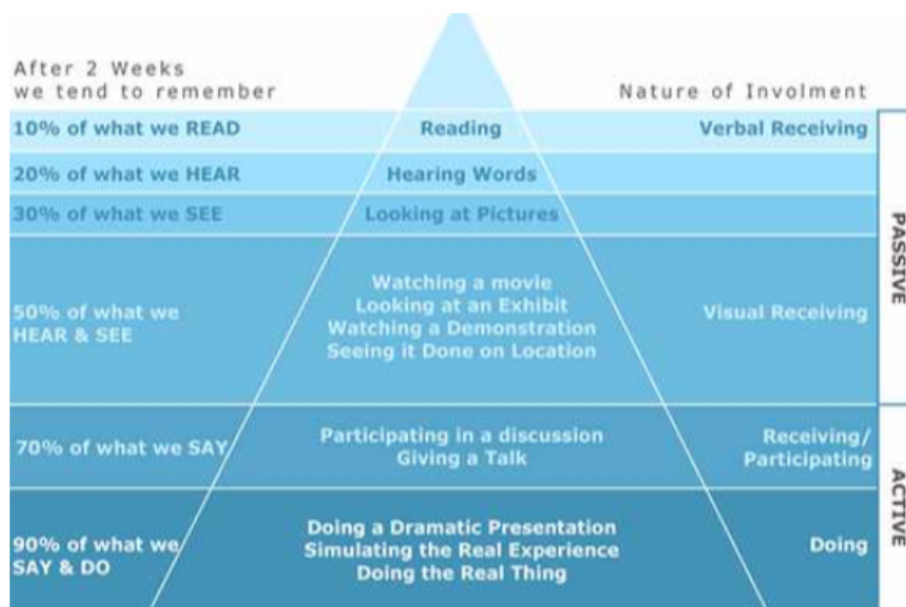 After 2 Weeks
we tend to remember
Nature of Involment
10% of what we READ
Reading
Verbal Receiving
20% of what we HEAR
Hearing Words
30% of what we SEE
Looking at Pictures
50% of what we
HEAR & SEE
Watching a movie
Looking at an Exhibit
Watching a Demonstration
Seeing it Done on Location
Visual Receiving
PASSIVE
70% of what we SAY
Participating in a discussion
Giving a Talk
Receiving/
Participating
90% of what we
SAY & DO
Doing a Dramatic Presentation
Simulating the Real Experience
Doing the Real Thing
Doing
ACTIVE